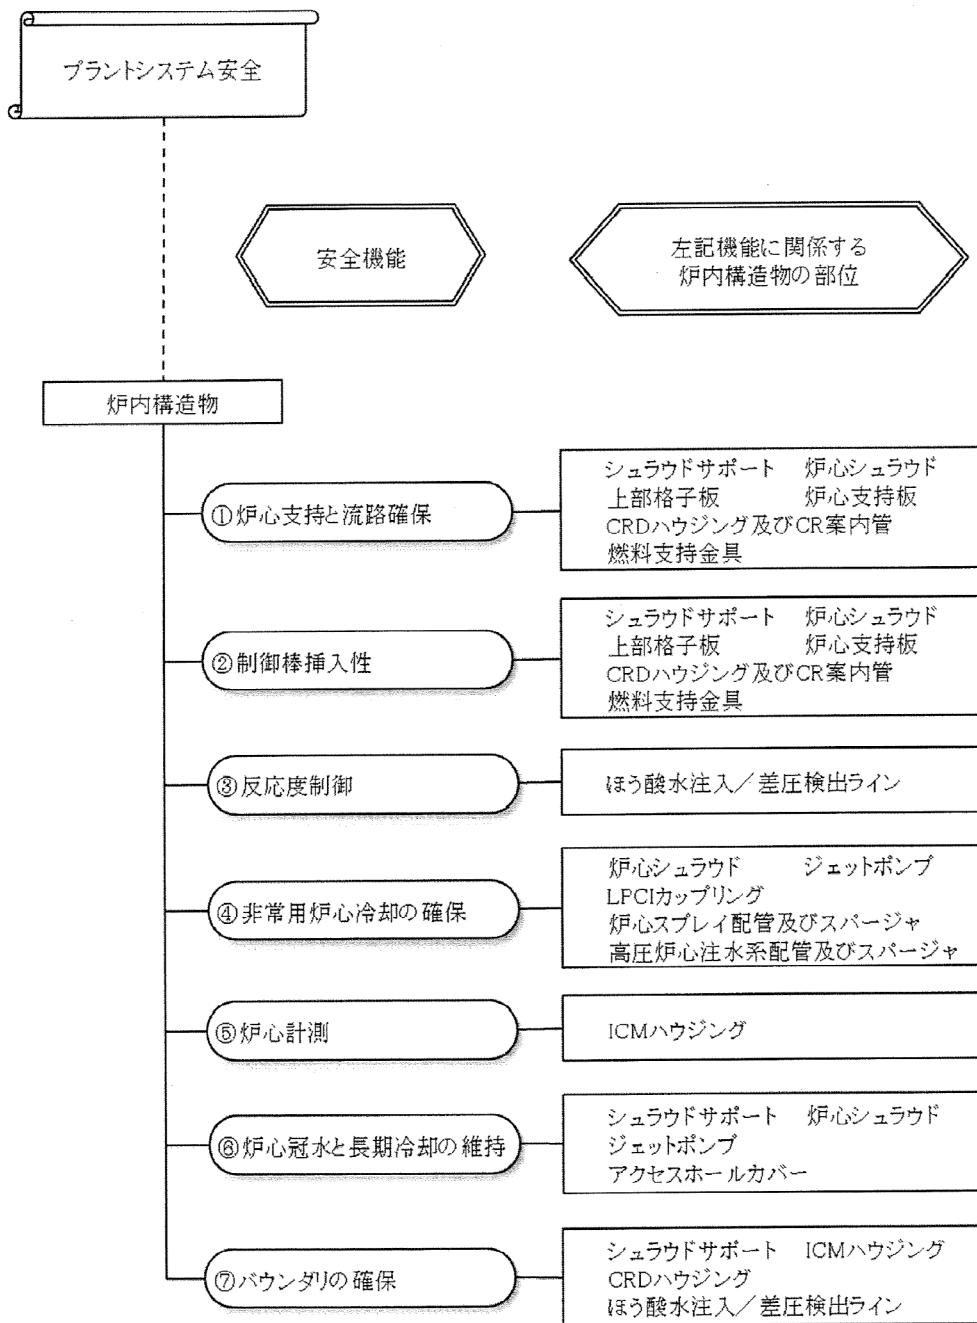 プラントシステム安全
安全機能
左記機能に関係する
炉内構造物の部位
炉内構造物
①炉心支持と流路確保
シュラウドサポート 炉心シュラウド
上部格子板 炉心支持板
CRDハウジング及びCR案内管
燃料支持金具
②制御棒挿入性
シュラウドサポート 炉心シュラウド
上部格子板 炉心支持板
CRDハウジング及びCR案内管
燃料支持金具
③反応度制御
ほう酸水注入／差圧検出ライン
④非常用炉心冷却の確保
炉心シュラウド ジェットポンプ
LPCIカップリング
炉心スプレイ配管及びスパージャ
高圧炉心注水系配管及びスパージャ
⑤炉心計測
ICMハウジング
⑥炉心冠水と長期冷却の維持
シュラウドサポート 炉心シュラウド
ジェットポンプ
アクセスホールカバー
⑦バウンダリの確保
シュラウドサポート ICMハウジング
CRDハウジング
ほう酸水注入／差圧検出ライン